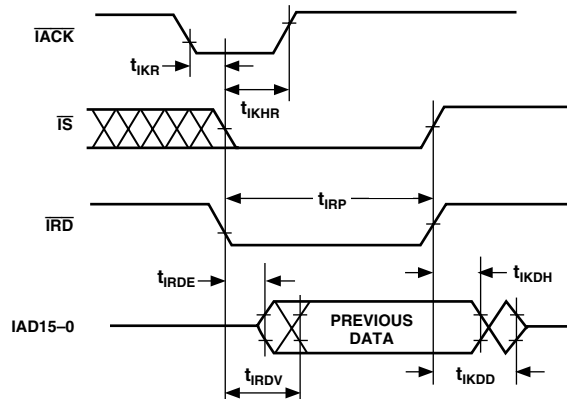 IACK
tIKR
tIKHR
IS
tIRP
IRD
tIRDE
tIKDH
IAD15–0
PREVIOUS
DATA
tIKDD
tIRDV